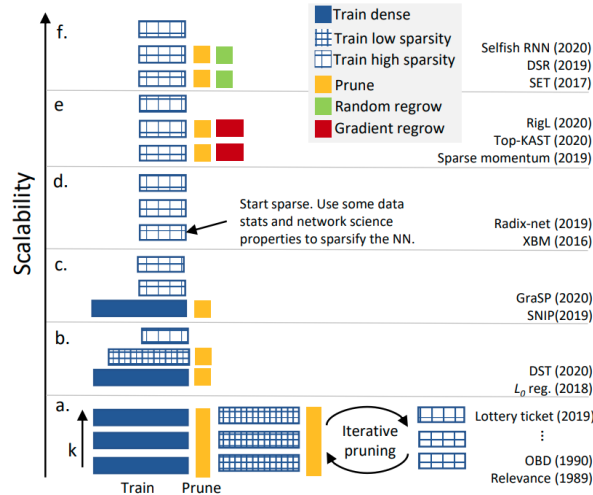 Scalability
f.
Train dense
Train low sparsity
Train high sparsity
Prune
Random regrow
Gradient regrow
Selfish RNN (2020)
DSR (2019)
SET (2017)
e
RigL (2020)
Top-KAST (2020)
Sparse momentum (2019)
d.
Start sparse. Use some data
stats and network science
properties to sparsify the NN.
Radix-net (2019)
XBM (2016)
c.
GraSP (2020)
SNIP(2019)
b.
DST (2020)
L₀ reg. (2018)
a.
k
Iterative
pruning
Lottery ticket (2019)
⋮
OBD (1990)
Relevance (1989)
Train Prune